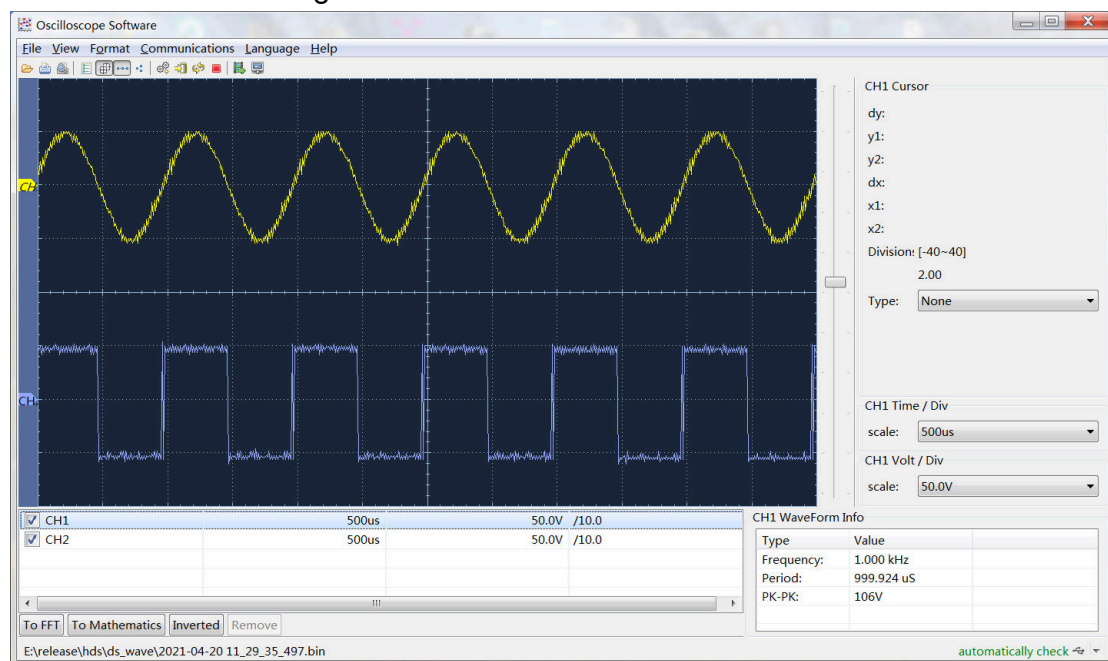 Oscilloscope Software
File View Format Communications Language Help
CH1 Cursor
dy:
y1:
y2:
dx:
x1:
x2:
Division: [-40~40]
2.00
Type: None
CH1 Time / Div
scale: 500us
CH1 Volt / Div
scale: 50.0V
CH
CH
CH1 500us 50.0V /10.0
CH2 500us 50.0V /10.0
CH1 WaveForm Info
Type Value
Frequency: 1.000 kHz
Period: 999.924 uS
PK-PK: 106V
To FFT To Mathematics Inverted Remove
E:\release\hds\ds_wave\2021-04-20 11_29_35_497.bin automatically check